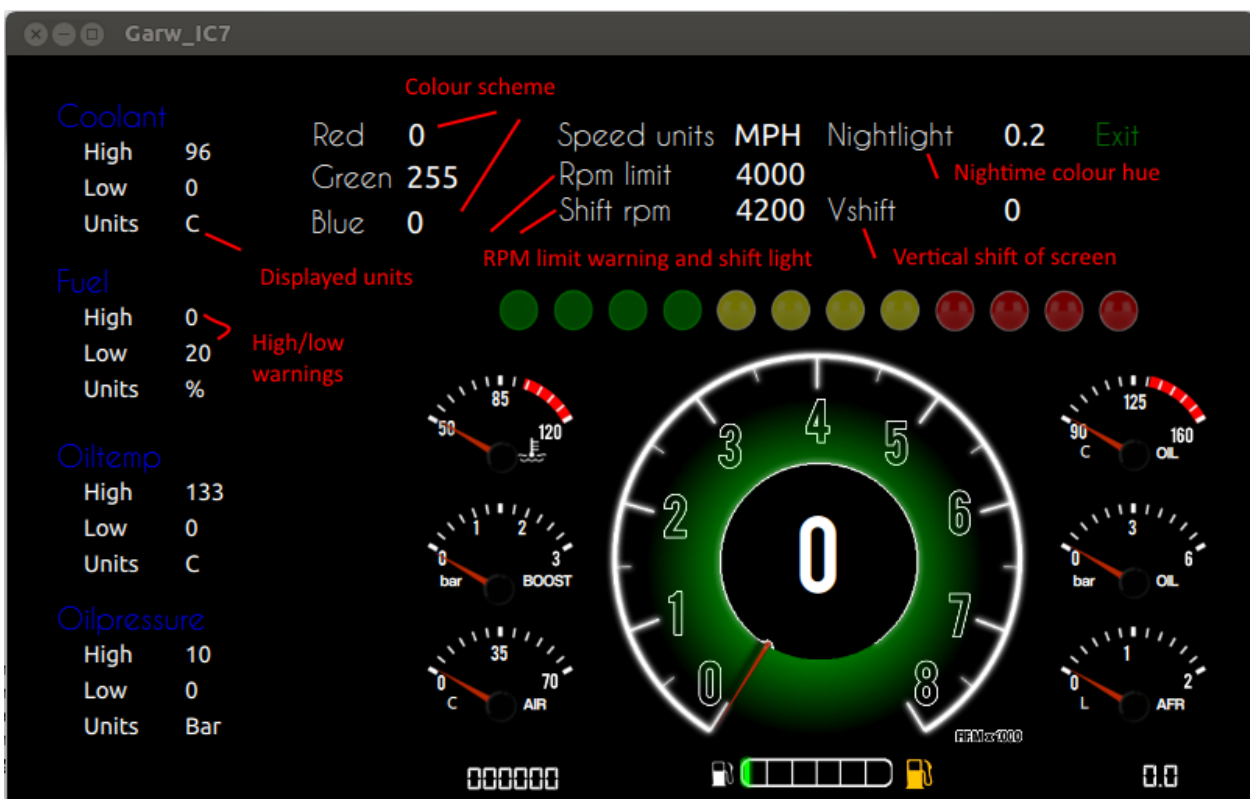 Garw_IC7
Colour scheme
Coolant
High 96
Low 0
Units C
Red 0
Green 255
Blue 0
Speed units MPH
Rpm limit 4000
Shift rpm 4200
Nightlight 0.2
Exit
Nightime colour hue
Vshift 0
Displayed units
RPM limit warning and shift light
Vertical shift of screen
Fuel
High 0
Low 20
Units %
High/low
warnings
Oiltemp
High 133
Low 0
Units C
Oilpressure
High 10
Low 0
Units Bar
50 85 120
0 1 2 3
bar BOOST
0 35 70
C AIR
0 1 2 3 4 5 6 7 8
0
RPM x 1000
90 125 160
C OIL
0 3 6
bar OIL
0 1 2
L AFR
000000
0.0